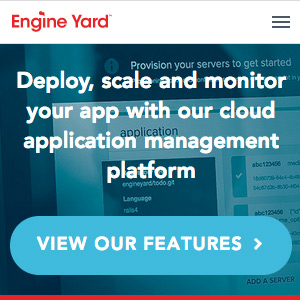 Engine Yard
Provision your servers to get started
Deploy, scale and monitor
your app with our cloud
application management
platform
application
engineyard/todo.git
Language
rails4
abc123456
abc123456
VIEW OUR FEATURES
ADD A SERVER